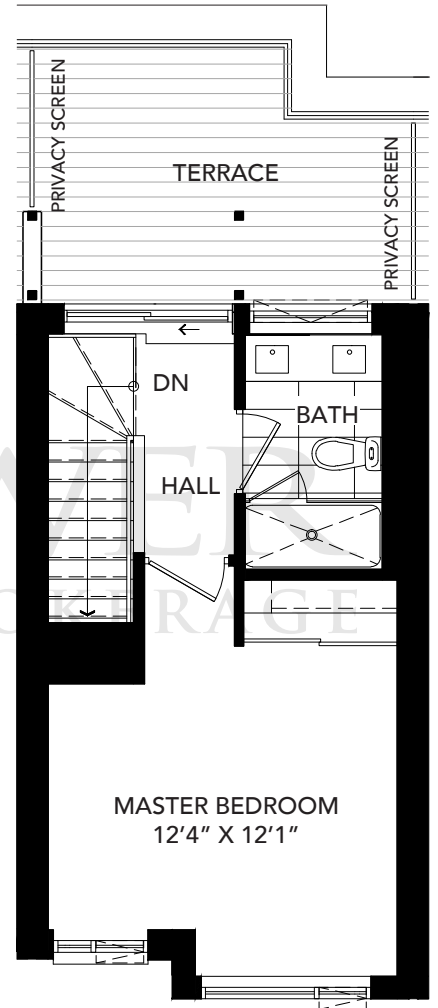 PRIVACY SCREEN
TERRACE
PRIVACY SCREEN
DN
BATH
HALL
MASTER BEDROOM
12'4" X 12'1"